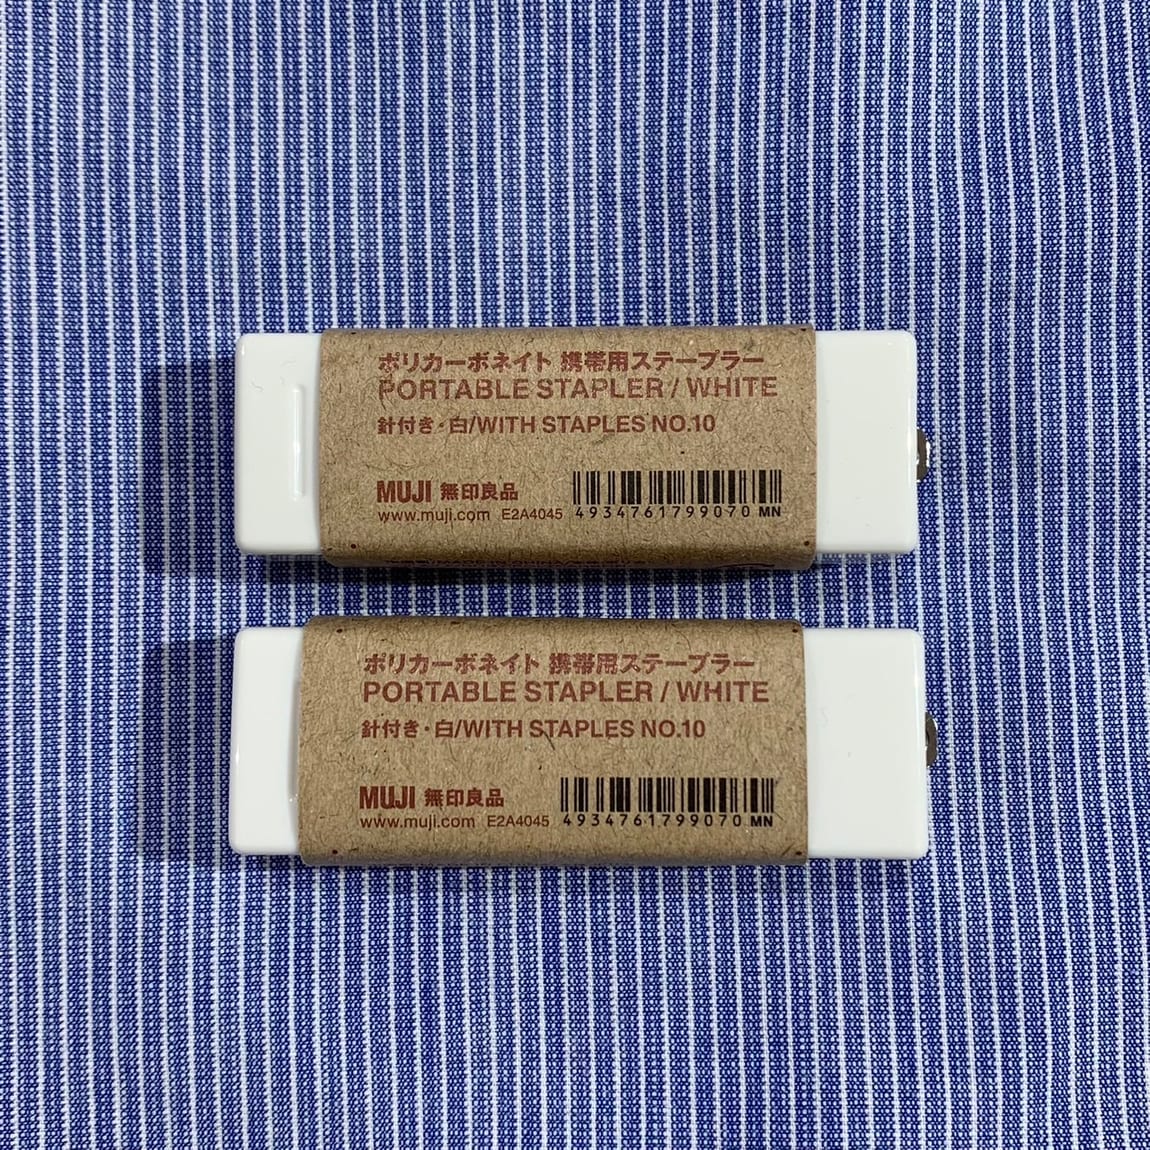 ポリカーボネイト 携帯用ステープラー
PORTABLE STAPLER / WHITE
針付き・白/WITH STAPLES NO.10
MUJI 無印良品
www.muji.com E2A4045 4934761799070 MN
ポリカーボネイト 携帯用ステープラー
PORTABLE STAPLER / WHITE
針付き・白/WITH STAPLES NO.10
MUJI 無印良品
www.muji.com E2A4045 4934761799070 MN